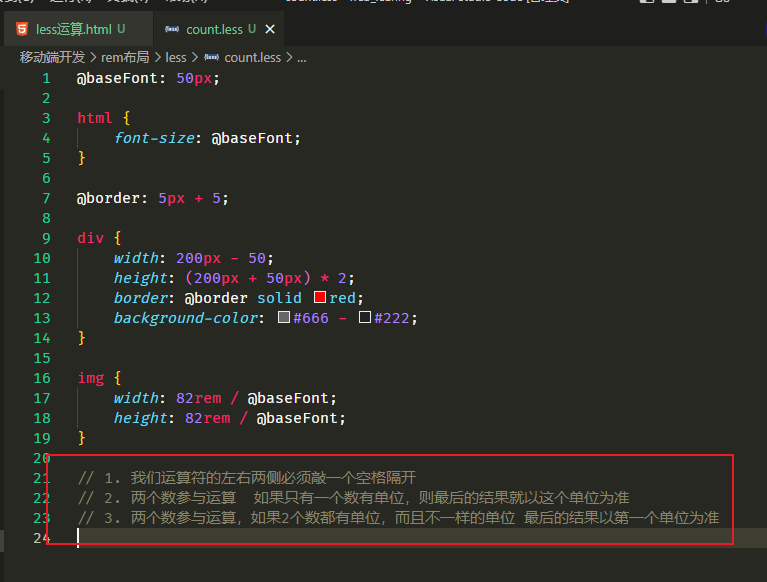 less运算.html U
count.less U
移动端开发 > rem布局 > less > count.less > ...
1 @baseFont: 50px;
2
3 html {
4 font-size: @baseFont;
5 }
6
7 @border: 5px + 5;
8
9 div {
10 width: 200px - 50;
11 height: (200px + 50px) * 2;
12 border: @border solid red;
13 background-color: #666 - #222;
14 }
15
16 img {
17 width: 82rem / @baseFont;
18 height: 82rem / @baseFont;
19 }
20
21 // 1. 我们运算符的左右两侧必须敲一个空格隔开
22 // 2. 两个数参与运算 如果只有一个数有单位，则最后的结果就以这个单位为准
23 // 3. 两个数参与运算，如果2个数都有单位，而且不一样的单位 最后的结果以第一个单位为准
24